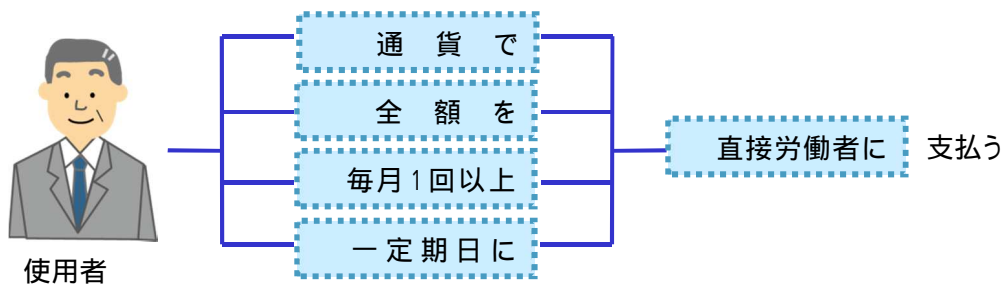 通貨で
全額を
毎月1回以上
一定期日に
直接労働者に
支払う
使用者